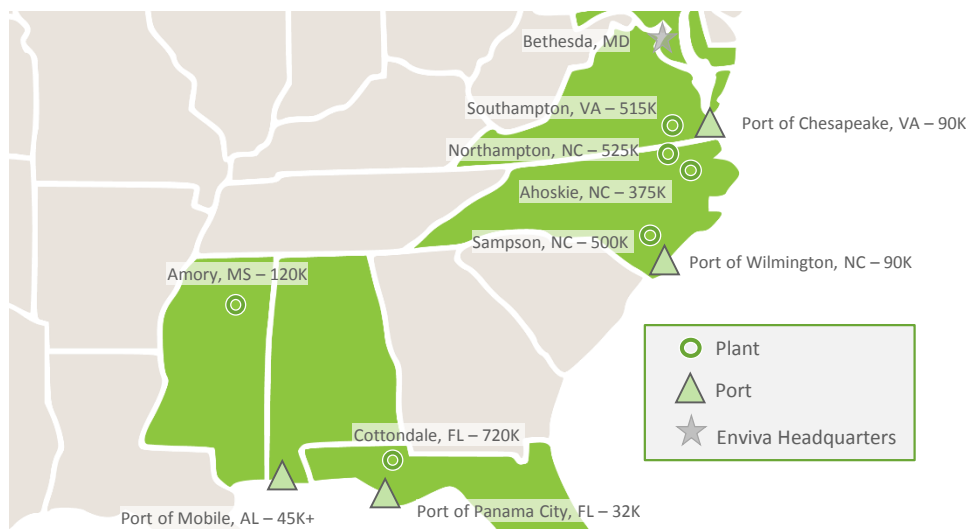 Bethesda, MD
Southampton, VA – 515K
Port of Chesapeake, VA – 90K
Northampton, NC – 525K
Ahoskie, NC – 375K
Sampson, NC – 500K
Port of Wilmington, NC – 90K
Amory, MS – 120K
Plant
Port
Enviva Headquarters
Cottondale, FL – 720K
Port of Panama City, FL – 32K
Port of Mobile, AL – 45K+